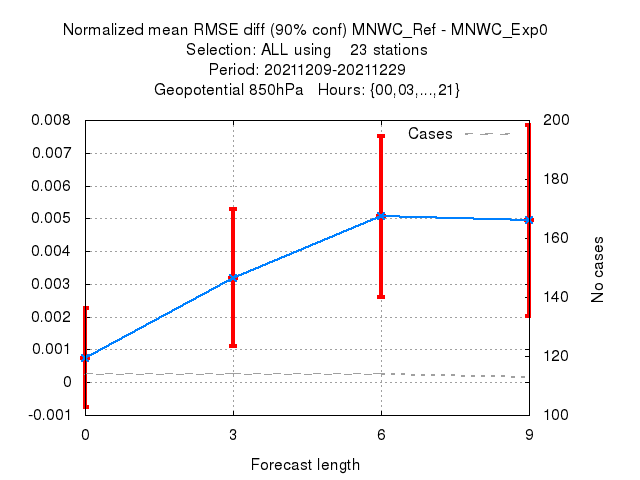 Normalized mean RMSE diff (90% conf) MNWC_Ref - MNWC_Exp0
Selection: ALL using    23 stations
Period: 20211209-20211229
Geopotential 850hPa   Hours: {00,03,...,21}
0.008
0.007
0.006
0.005
0.004
0.003
0.002
0.001
0
-0.001
Cases
200
180
160
140
120
100
No cases
0 3 6 9
Forecast length